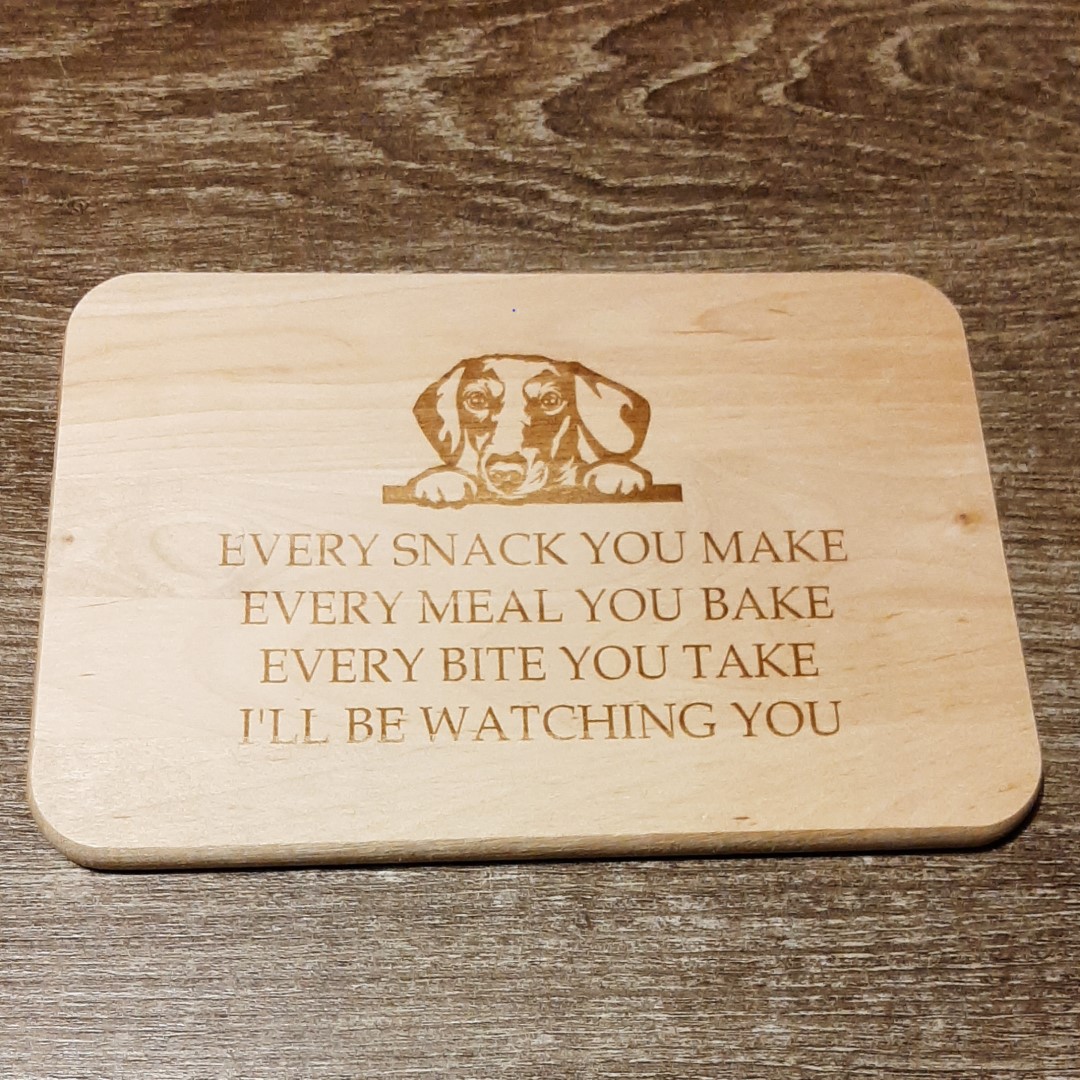 EVERY SNACK YOU MAKE
EVERY MEAL YOU BAKE
EVERY BITE YOU TAKE
I'LL BE WATCHING YOU